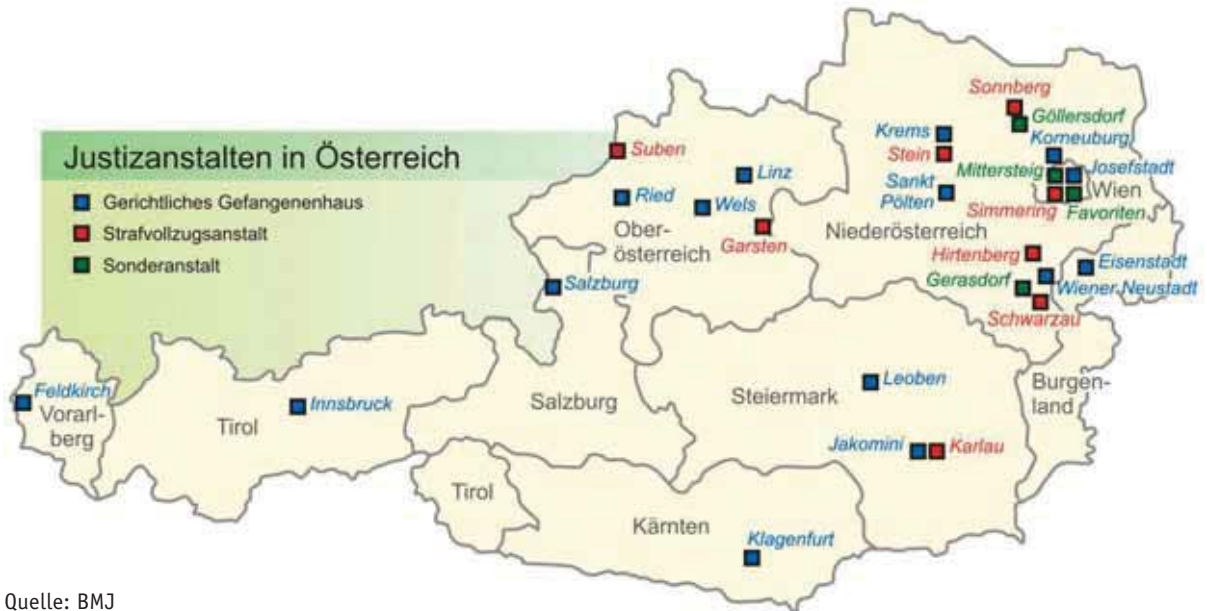 Justizanstalten in Österreich
Gerichtliches Gefangenenhaus
Strafvollzugsanstalt
Sonderanstalt
Sonnberg
Göllersdorf
Krems
Korneuburg
Stein
Suben
Mittersteig
Josefstadt
Linz
Sankt
Pölten
Wien
Ried
Wels
Simmering
Favoriten
Ober-
österreich
Garsten
Niederösterreich
Hirtenberg
Eisenstadt
Salzburg
Gerasdorf
Wiener Neustadt
Schwarzau
Feldkirch
Vorarl-
berg
Innsbruck
Tirol
Salzburg
Steiermark
Leoben
Burgen-
land
Jakomini
Karlau
Tirol
Kärnten
Klagenfurt
Quelle: BMJ